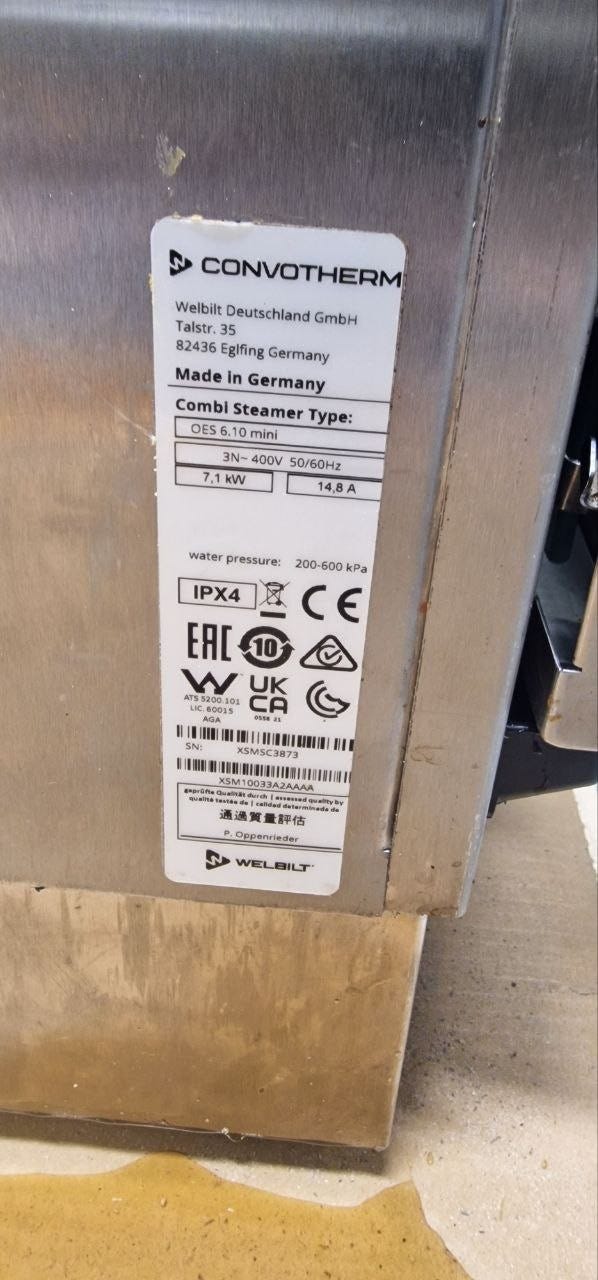 CONVOTHERM
Welbilt Deutschland GmbH
Talstr. 35
82436 Eglfing Germany
Made in Germany
Combi Steamer Type:
OES 6.10 mini
3N~ 400V 50/60Hz
7,1 kW 14,8 A
water pressure: 200-600 kPa
IPX4 CE
EAC 10
W™ UK
CA
ATS 5200.101
LIC. 60015
AGA
0558 21
SN: XSMSC3873
XSM10033A2AAAA
geprüfte Qualität durch | assessed quality by
qualité testée de | calidad determinada de
通過質量評估
P. Oppenrieder
WELBILT